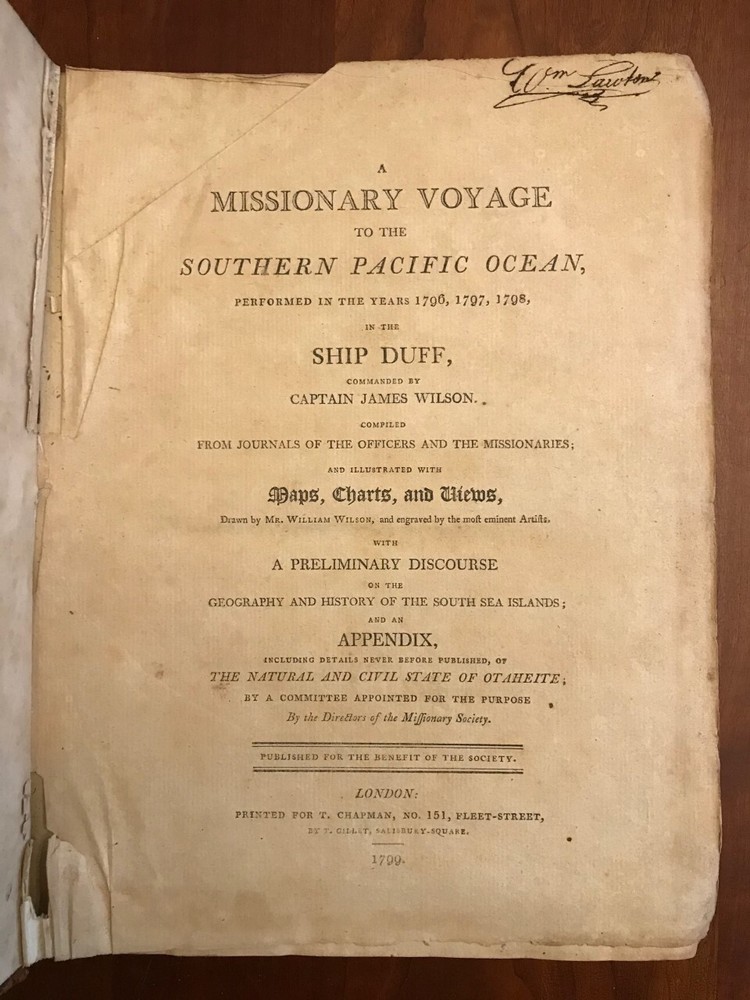 Wm Lawton
A
MISSIONARY VOYAGE
TO THE
SOUTHERN PACIFIC OCEAN,
PERFORMED IN THE YEARS 1796, 1797, 1798,
IN THE
SHIP DUFF,
COMMANDED BY
CAPTAIN JAMES WILSON.
COMPILED
FROM JOURNALS OF THE OFFICERS AND THE MISSIONARIES;
AND ILLUSTRATED WITH
Maps, Charts, and Views,
Drawn by MR. WILLIAM WILSON, and engraved by the moſt eminent Artiſts.
WITH
A PRELIMINARY DISCOURSE
ON THE
GEOGRAPHY AND HISTORY OF THE SOUTH SEA ISLANDS;
AND AN
APPENDIX,
INCLUDING DETAILS NEVER BEFORE PUBLISHED, OF
THE NATURAL AND CIVIL STATE OF OTAHEITE;
BY A COMMITTEE APPOINTED FOR THE PURPOSE
By the Directors of the Miſſionary Society.
PUBLISHED FOR THE BENEFIT OF THE SOCIETY.
LONDON:
PRINTED FOR T. CHAPMAN, NO. 151, FLEET-STREET,
BY T. GILLET, SALISBURY-SQUARE.
1799.